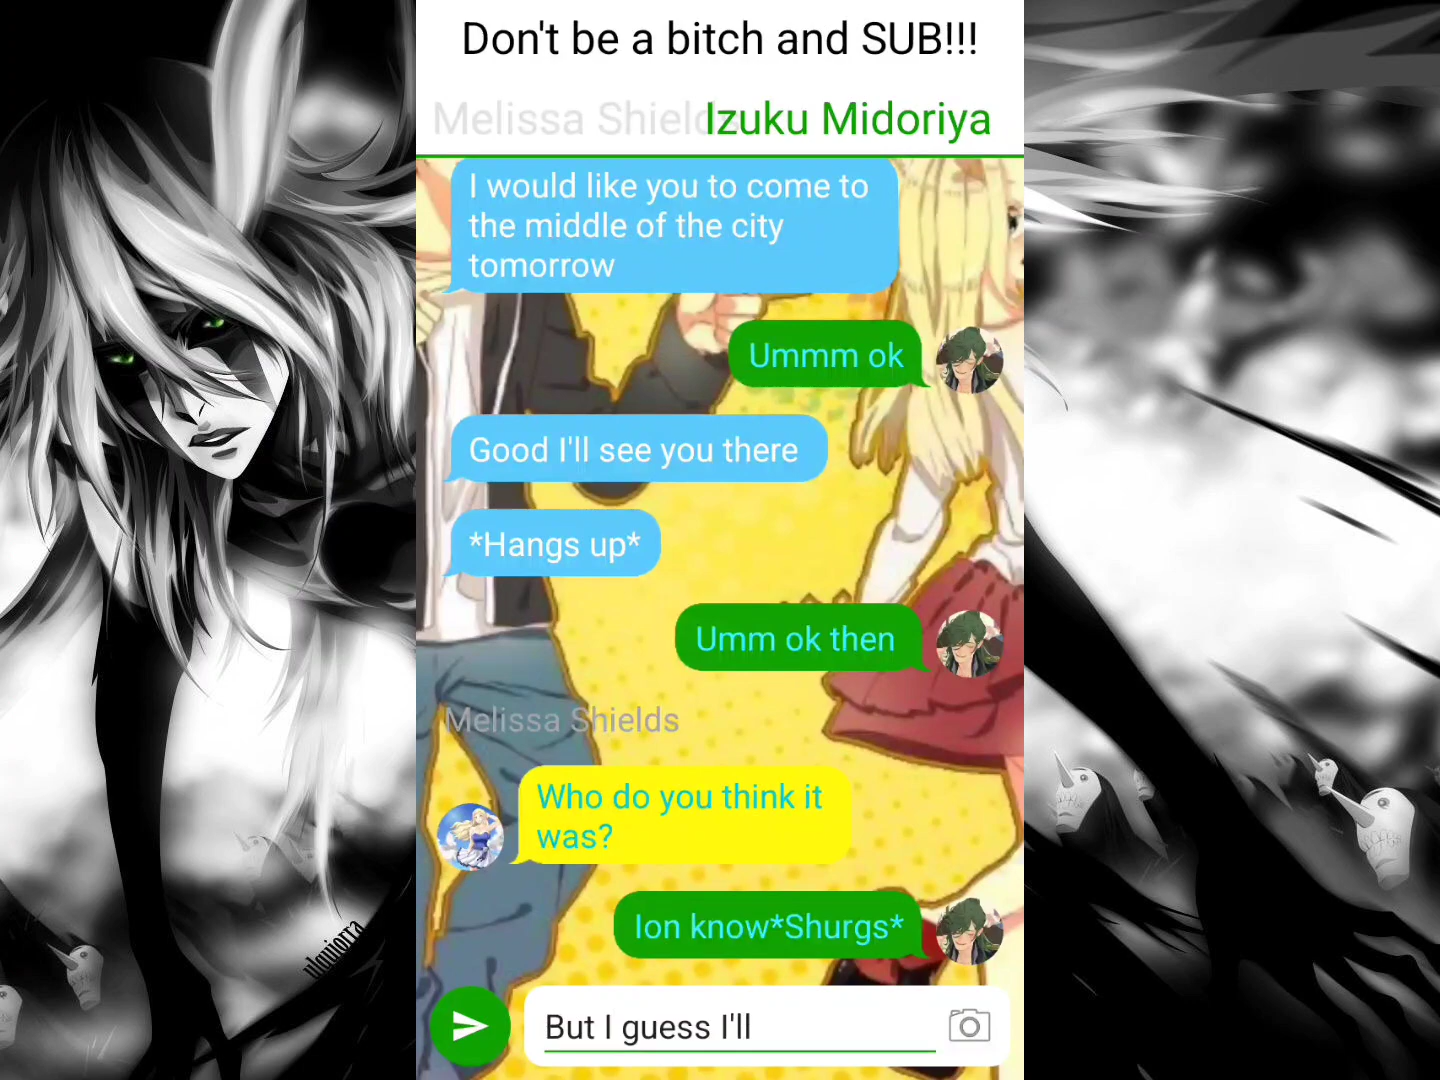 Don't be a bitch and SUB!!!
Melissa Shields
Izuku Midoriya
I would like you to come to
the middle of the city
tomorrow
Ummm ok
Good I'll see you there
*Hangs up*
Umm ok then
Melissa Shields
Who do you think it
was?
Ion know*Shurgs*
But I guess I'll
ulquiorra